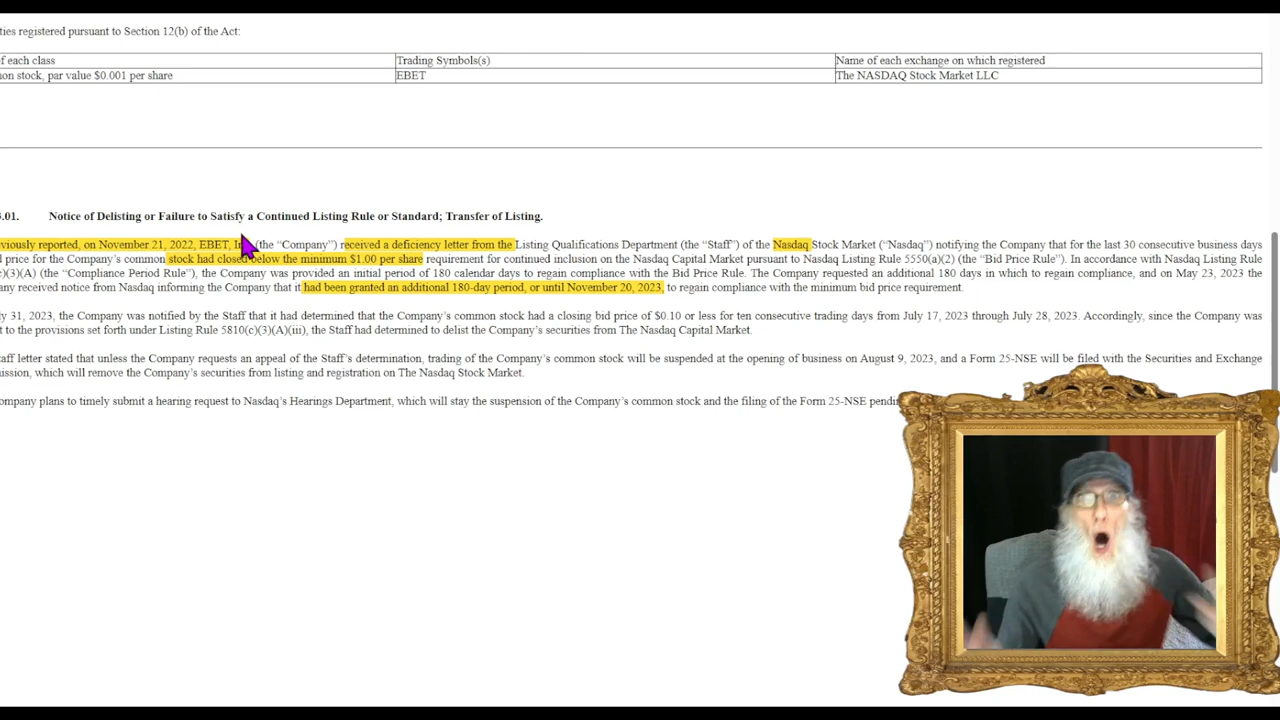 ties registered pursuant to Section 12(b) of the Act:
of each class Trading Symbols(s) Name of each exchange on which registered
on stock, par value $0.001 per share EBET The NASDAQ Stock Market LLC
3.01. Notice of Delisting or Failure to Satisfy a Continued Listing Rule or Standard; Transfer of Listing.
viously reported, on November 21, 2022, EBET, (the “Company”) received a deficiency letter from the Listing Qualifications Department (the “Staff”) of the Nasdaq Stock Market (“Nasdaq”) notifying the Company that for the last 30 consecutive business days
d price for the Company’s common stock had closed below the minimum $1.00 per share requirement for continued inclusion on the Nasdaq Capital Market pursuant to Nasdaq Listing Rule 5550(a)(2) (the “Bid Price Rule”). In accordance with Nasdaq Listing Rule
c)(3)(A) (the “Compliance Period Rule”), the Company was provided an initial period of 180 calendar days to regain compliance with the Bid Price Rule. The Company requested an additional 180 days in which to regain compliance, and on May 23, 2023 the
any received notice from Nasdaq informing the Company that it had been granted an additional 180-day period, or until November 20, 2023, to regain compliance with the minimum bid price requirement.
y 31, 2023, the Company was notified by the Staff that it had determined that the Company’s common stock had a closing bid price of $0.10 or less for ten consecutive trading days from July 17, 2023 through July 28, 2023. Accordingly, since the Company was
t to the provisions set forth under Listing Rule 5810(c)(3)(A)(iii), the Staff had determined to delist the Company’s securities from The Nasdaq Capital Market.
aff letter stated that unless the Company requests an appeal of the Staff’s determination, trading of the Company’s common stock will be suspended at the opening of business on August 9, 2023, and a Form 25-NSE will be filed with the Securities and Exchange
ission, which will remove the Company’s securities from listing and registration on The Nasdaq Stock Market.
ompany plans to timely submit a hearing request to Nasdaq’s Hearings Department, which will stay the suspension of the Company’s common stock and the filing of the Form 25-NSE pendi